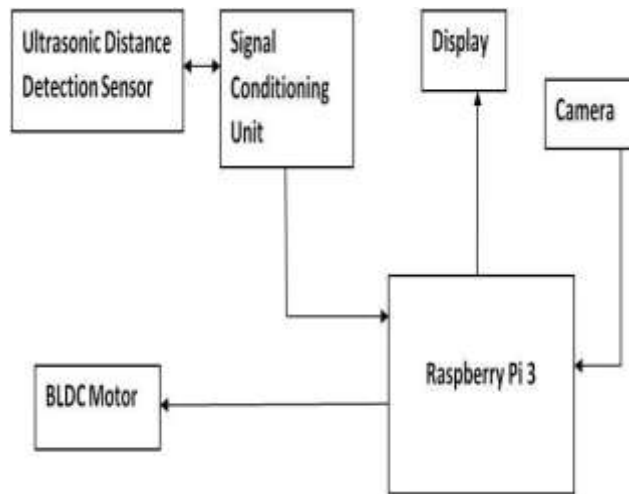 Ultrasonic Distance
Detection Sensor
Signal
Conditioning
Unit
Display
Camera
Raspberry Pi 3
BLDC Motor